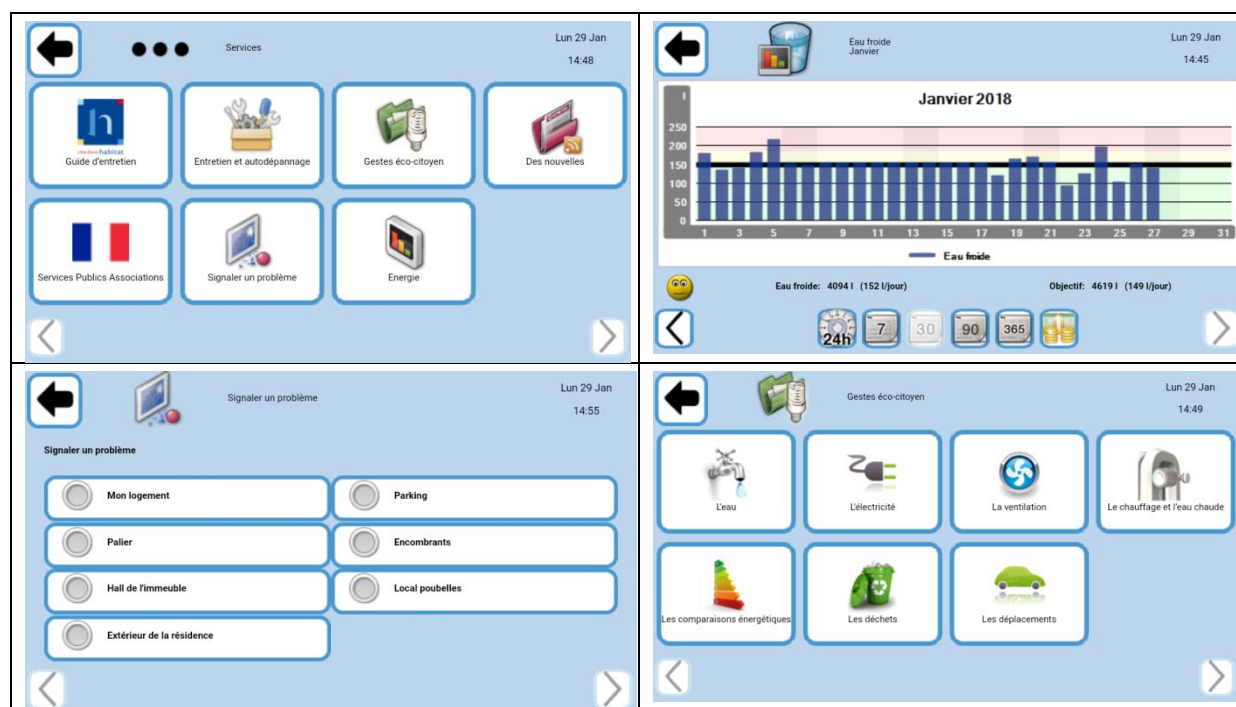 Services
Lun 29 Jan
14:48
h
habitat
Guide d'entretien
Entretien et autodépannage
Gestes éco-citoyen
Des nouvelles
Services Publics Associations
Signaler un problème
Energie
Eau froide
Janvier
Lun 29 Jan
14:45
l
Janvier 2018
250
200
150
100
50
0
1 3 5 7 9 11 13 15 17 19 21 23 25 27 29 31
Eau froide
Eau froide: 4094 l (152 l/jour)
Objectif: 4619 l (149 l/jour)
24h
7
30
90
365
Signaler un problème
Lun 29 Jan
14:55
Signaler un problème
Mon logement
Parking
Palier
Encombrants
Hall de l'immeuble
Local poubelles
Extérieur de la résidence
Gestes éco-citoyen
Lun 29 Jan
14:49
L'eau
L'électricité
La ventilation
Le chauffage et l'eau chaude
Les comparaisons énergétiques
Les déchets
Les déplacements